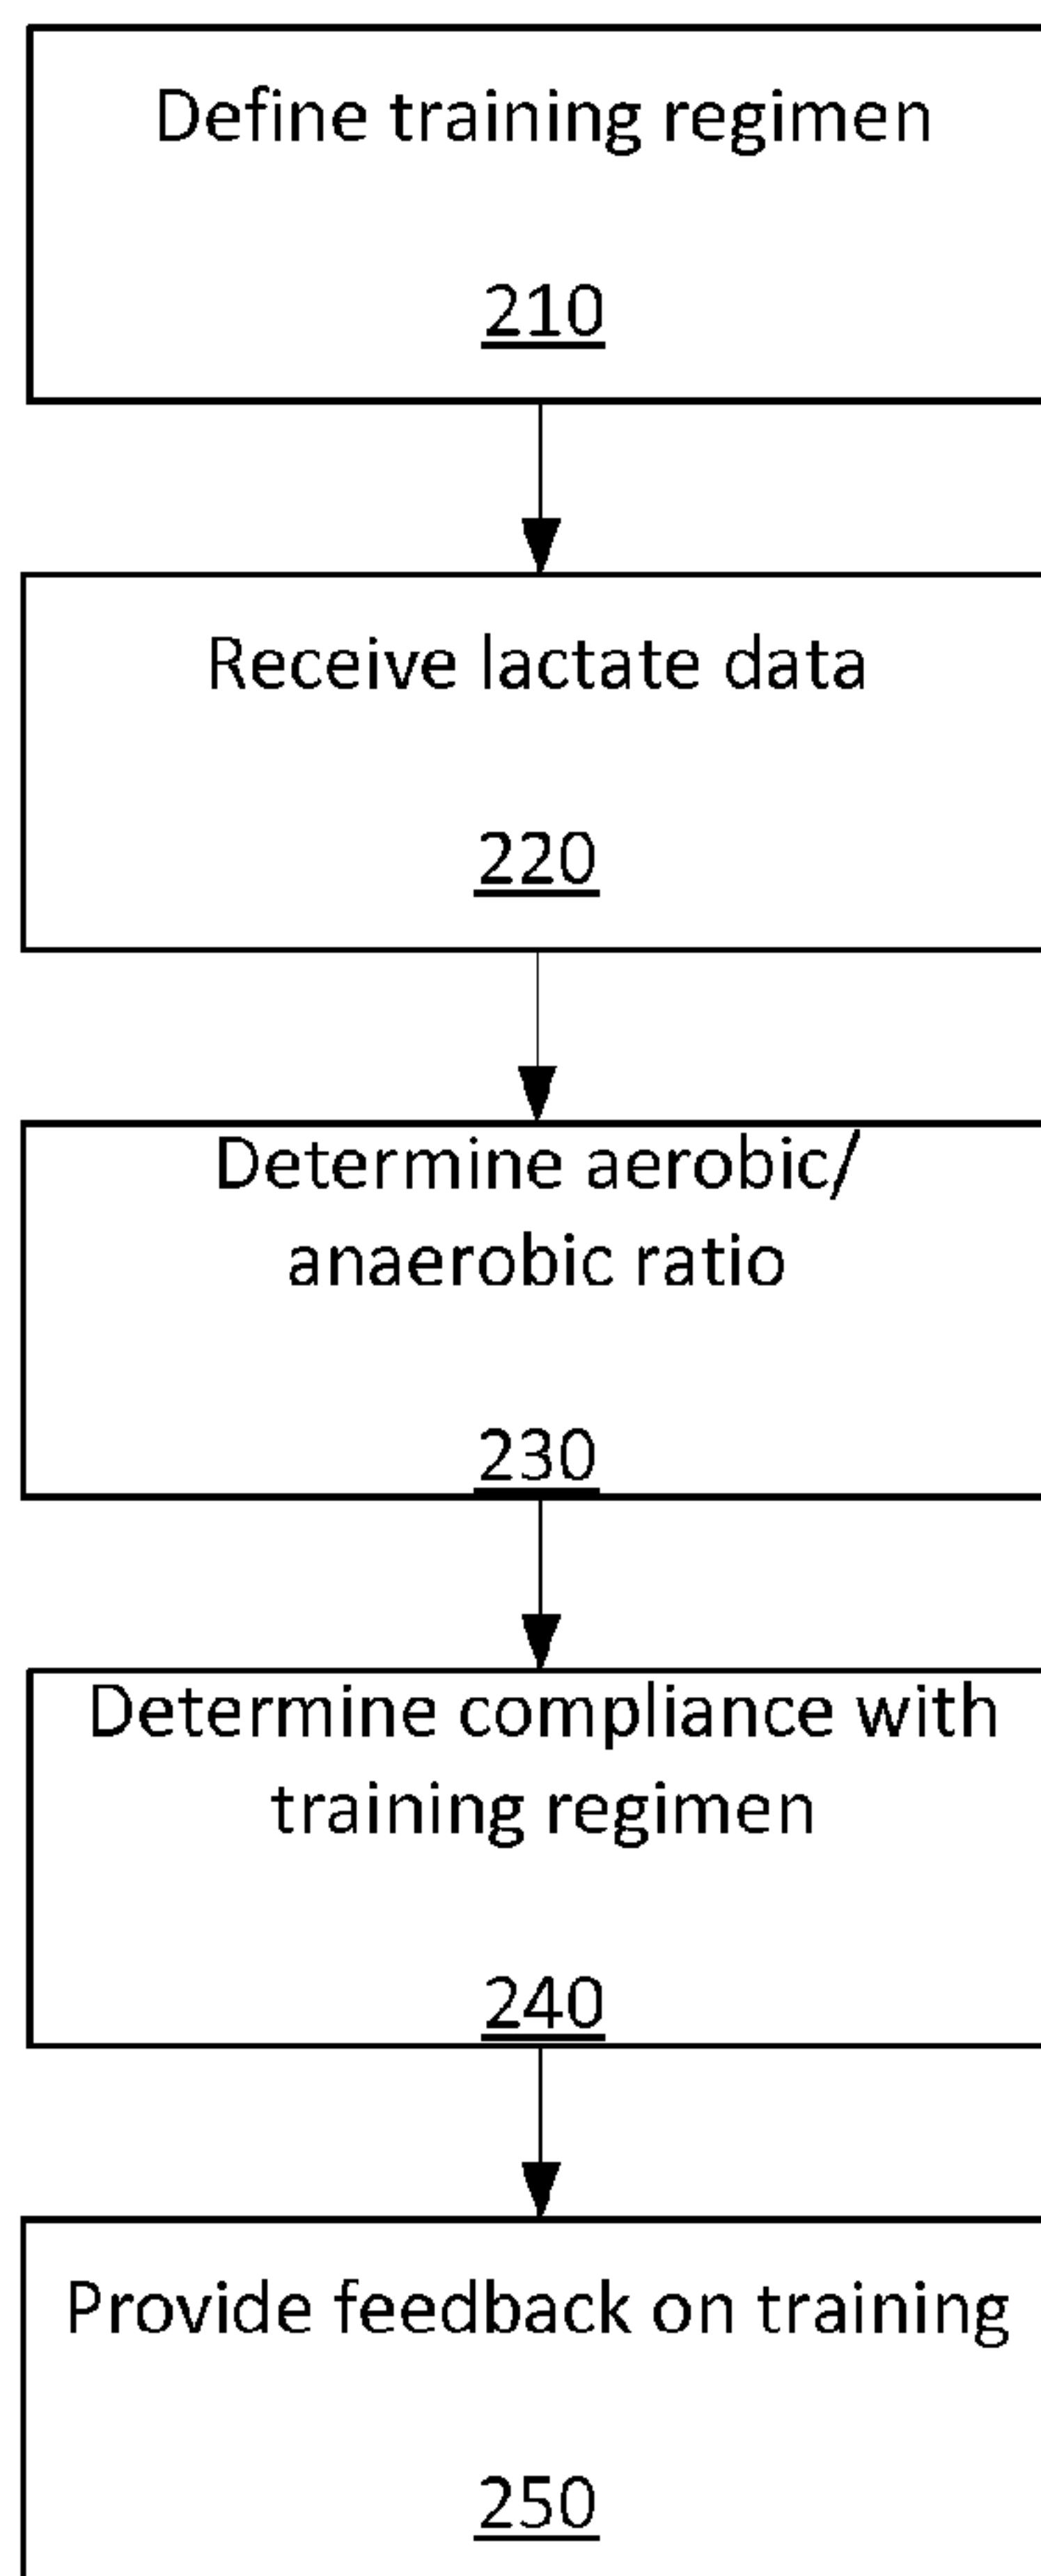 Define training regimen
210
Receive lactate data
220
Determine aerobic/
anaerobic ratio
230
Determine compliance with
training regimen
240
Provide feedback on training
250